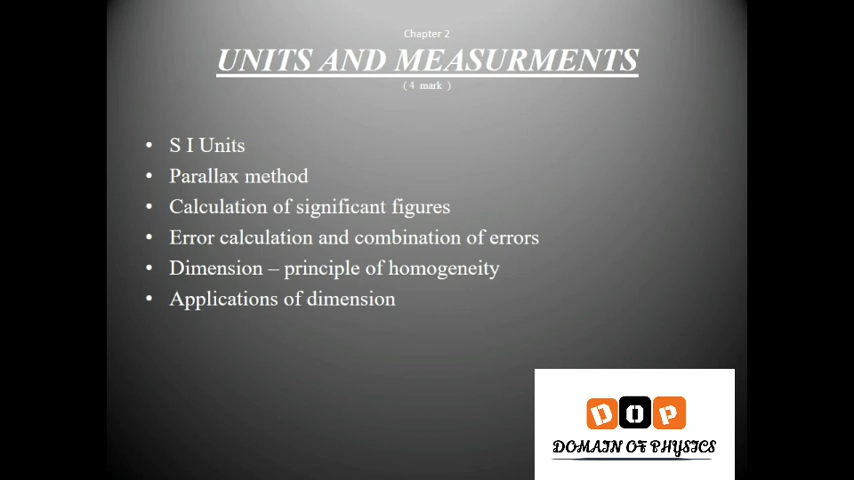 Chapter 2
UNITS AND MEASURMENTS
( 4 mark )
• S I Units
• Parallax method
• Calculation of significant figures
• Error calculation and combination of errors
• Dimension – principle of homogeneity
• Applications of dimension
DOP
DOMAIN OF PHYSICS